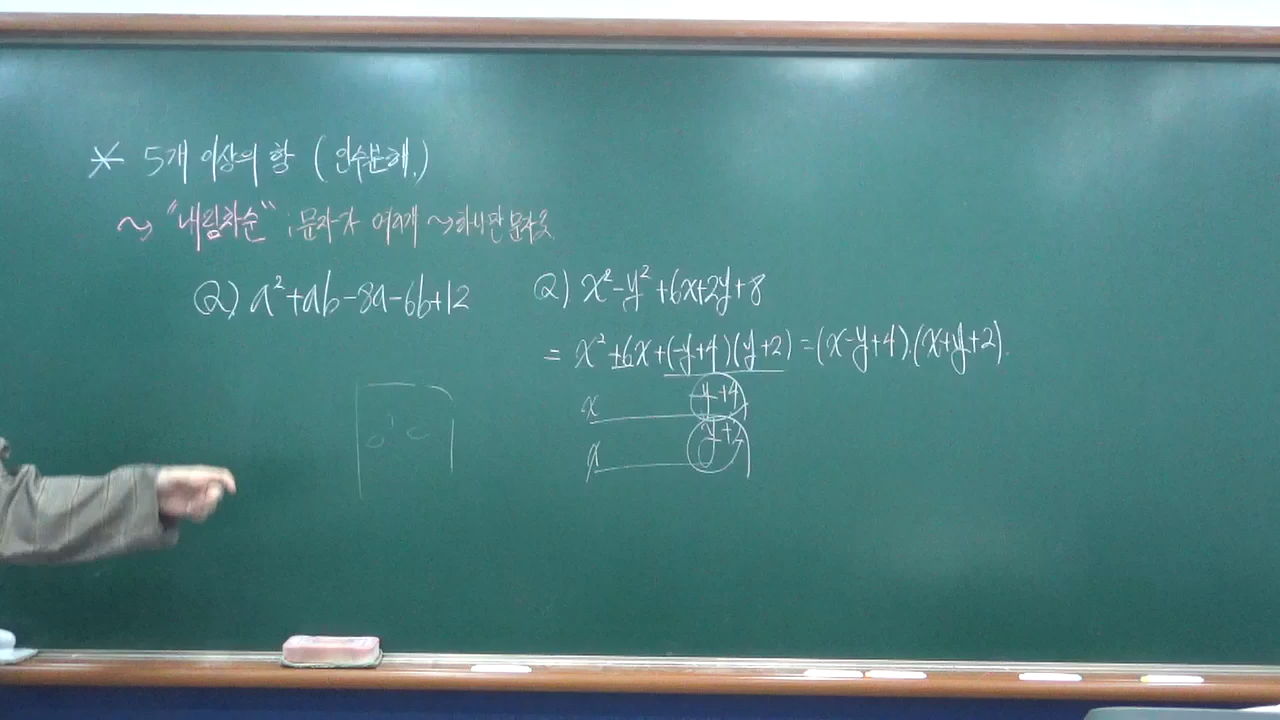 * 5개 이상의 항 (인수분해.)
~> "내림차순" ; 문자가 여러개 ~> 하나만 문자로
Q) a²+ab-8a-6b+12
Q) x²-y²+6x+2y+8
= x²+6x+(-y+4)(y+2) = (x-y+4).(x+y+2).
x -y+4
x y+2